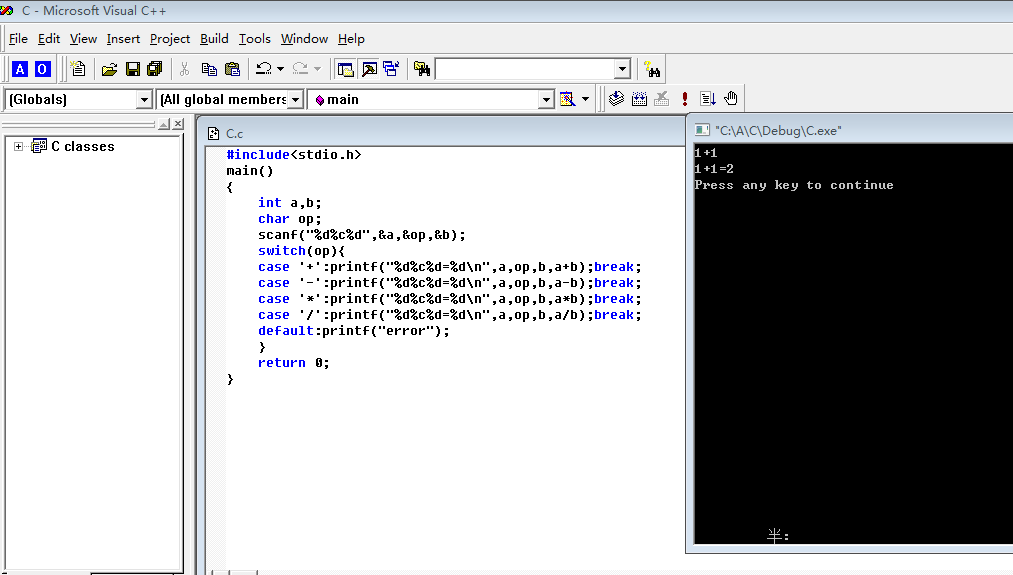 C - Microsoft Visual C++
File Edit View Insert Project Build Tools Window Help
A O
(Globals) (All global members main
C classes
C.c
#include<stdio.h>
main()
{
int a,b;
char op;
scanf("%d%c%d",&a,&op,&b);
switch(op){
case '+':printf("%d%c%d=%d\n",a,op,b,a+b);break;
case '-':printf("%d%c%d=%d\n",a,op,b,a-b);break;
case '*':printf("%d%c%d=%d\n",a,op,b,a*b);break;
case '/':printf("%d%c%d=%d\n",a,op,b,a/b);break;
default:printf("error");
}
return 0;
}
"C:\A\C\Debug\C.exe"
1+1
1+1=2
Press any key to continue
半: